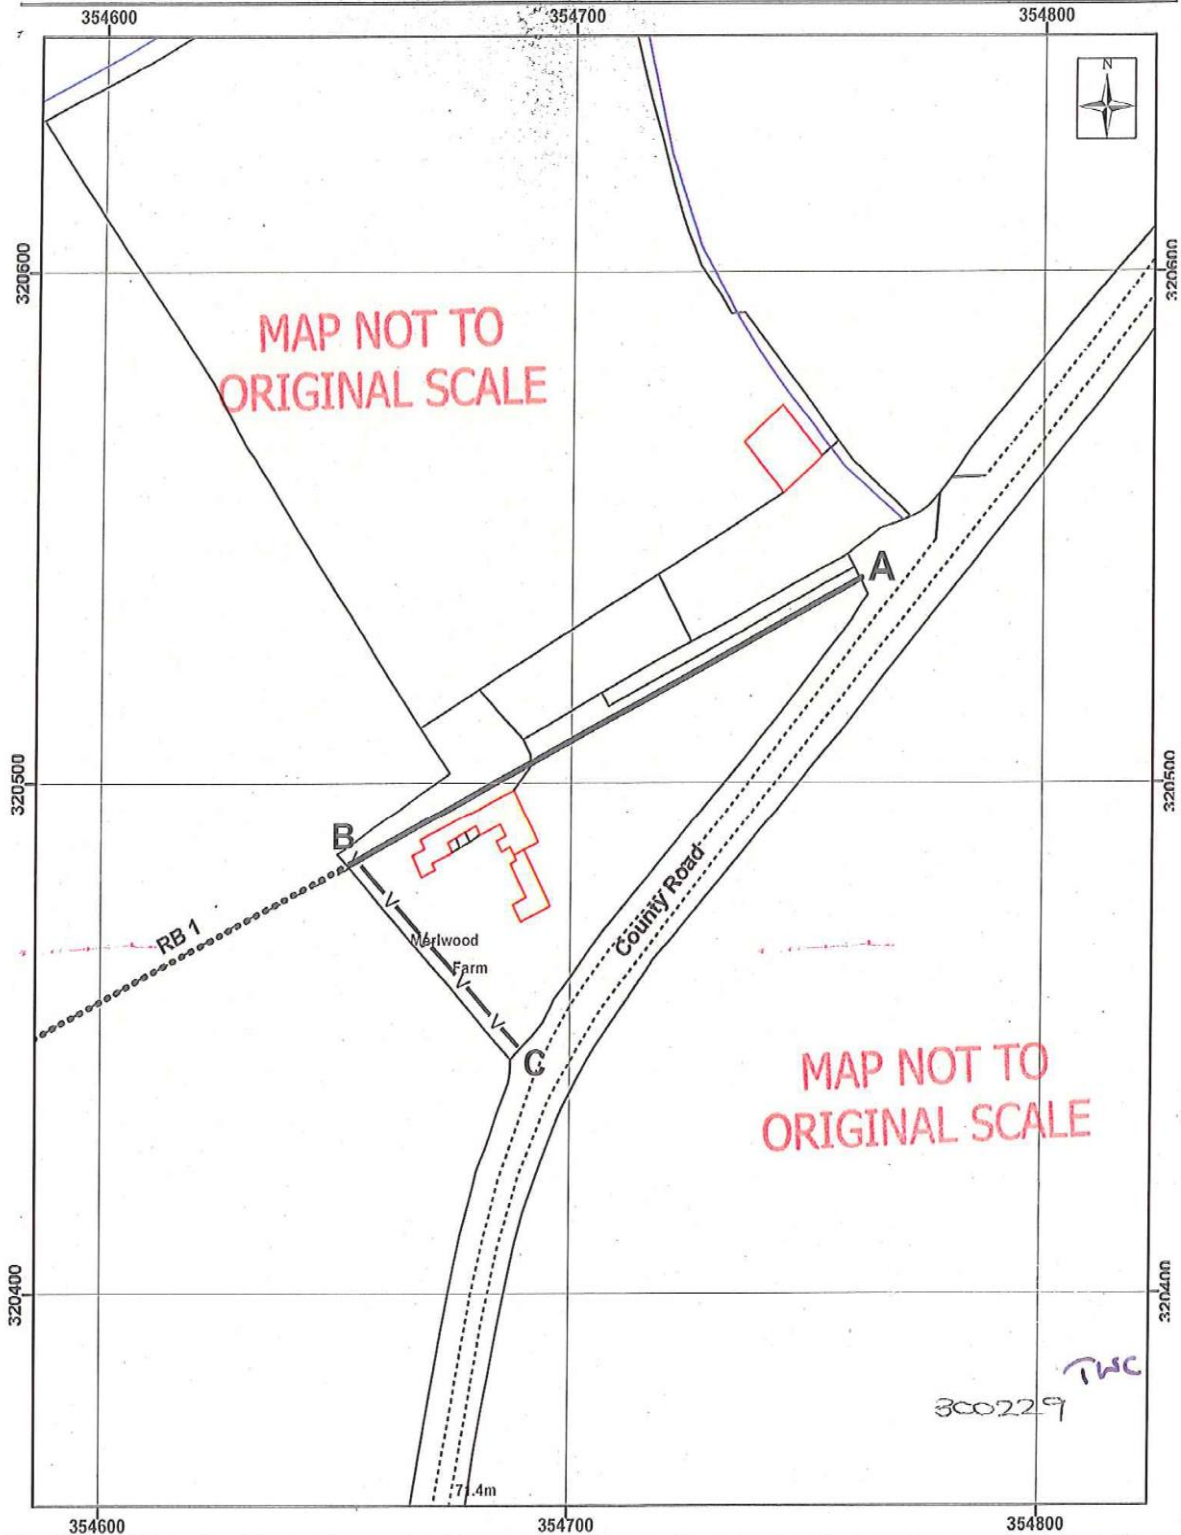 354600
354700
354800
N
320600
320600
MAP NOT TO
ORIGINAL SCALE
A
320500
320500
B
County Road
RB 1
V
Marlwood
V
Farm
V
V
C
MAP NOT TO
ORIGINAL SCALE
320400
320400
TWC
300229
71.4m
354600
354700
354800